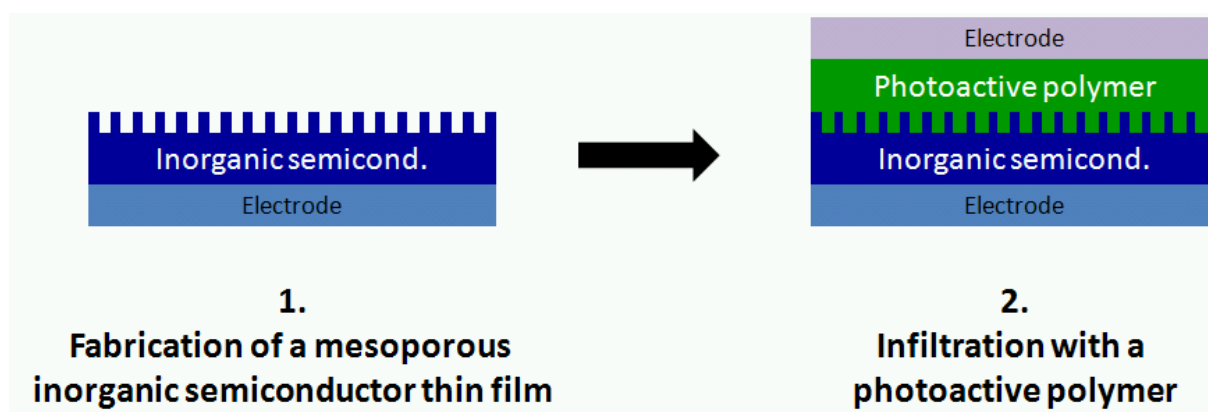 Electrode
Photoactive polymer
Inorganic semicond.
Inorganic semicond.
Electrode
Electrode
1.
Fabrication of a mesoporous
inorganic semiconductor thin film
2.
Infiltration with a
photoactive polymer